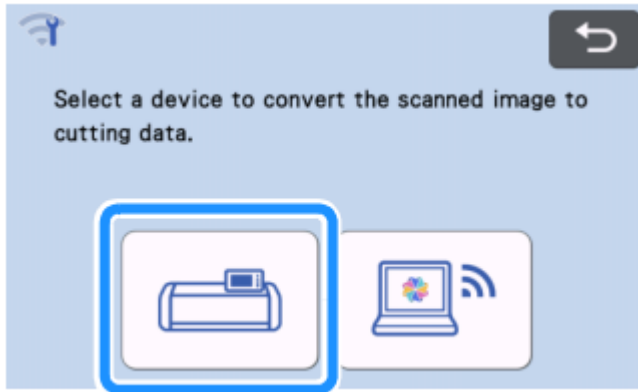 Select a device to convert the scanned image to
cutting data.